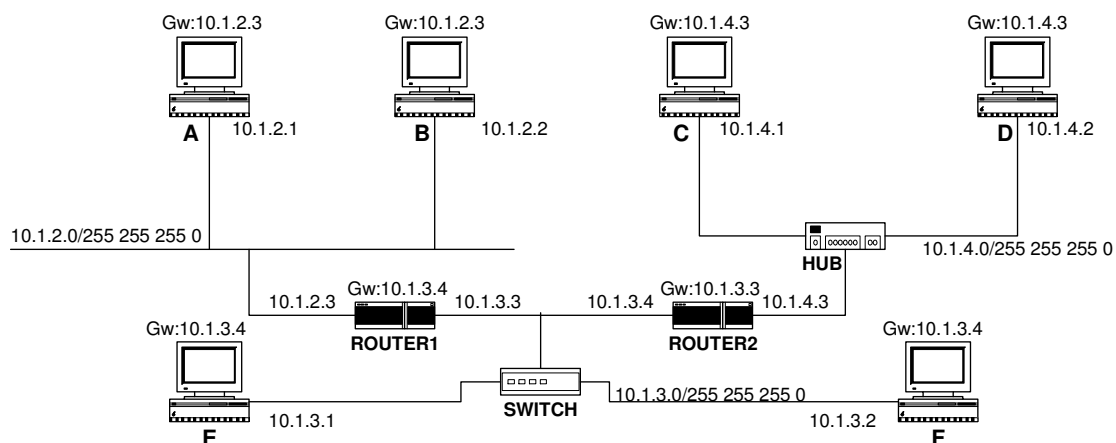 Gw:10.1.2.3
Gw:10.1.2.3
Gw:10.1.4.3
Gw:10.1.4.3
A
10.1.2.1
B
10.1.2.2
C
10.1.4.1
D
10.1.4.2
10.1.2.0/255 255 255 0
HUB
10.1.4.0/255 255 255 0
10.1.2.3
Gw:10.1.3.4
10.1.3.3
10.1.3.4
Gw:10.1.3.3
10.1.4.3
ROUTER1
ROUTER2
Gw:10.1.3.4
Gw:10.1.3.4
SWITCH
10.1.3.0/255 255 255 0
10.1.3.1
10.1.3.2
E
F